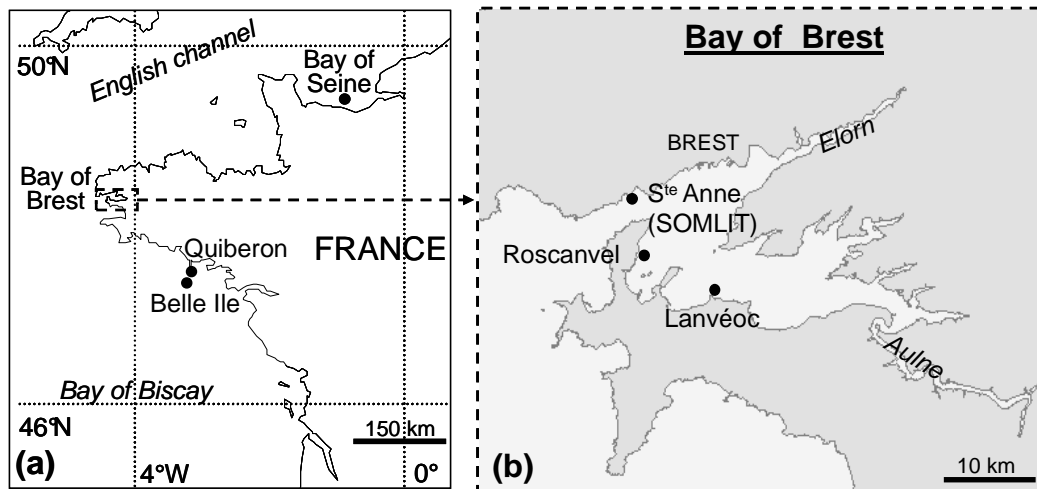 50°N
English channel
Bay of
Seine
Bay of
Brest
Quiberon
FRANCE
Belle Ile
Bay of Biscay
46°N
150 km
(a)
4°W
0°
Bay of Brest
BREST
Elorn
Ste Anne
(SOMLIT)
Roscanvel
Lanvéoc
Aulne
(b)
10 km